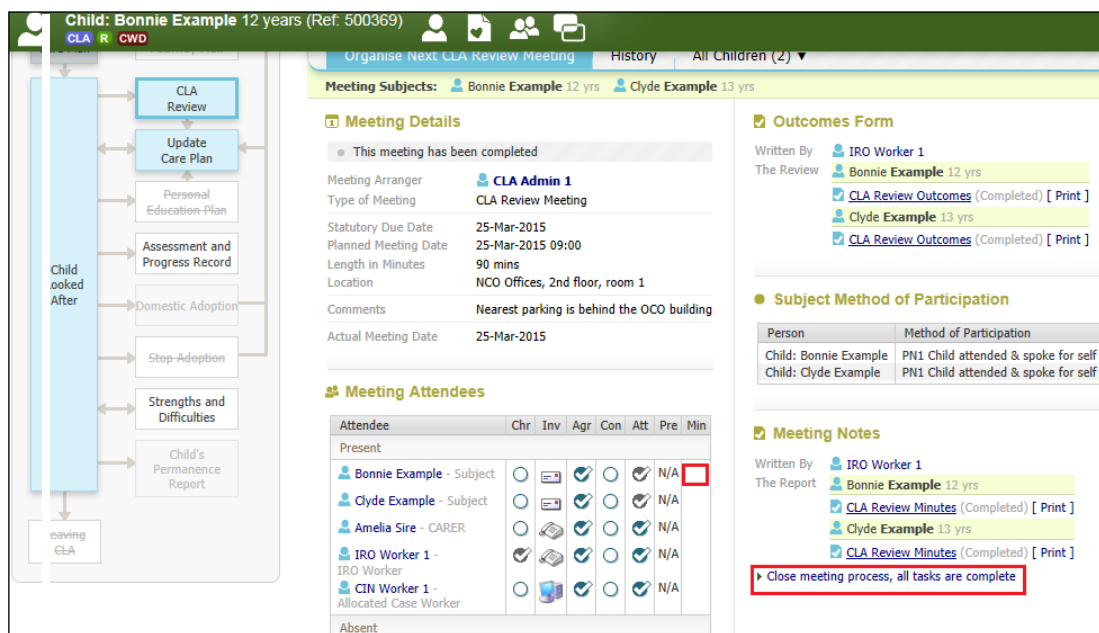 Child: Bonnie Example 12 years (Ref: 500369)
CLA R CWD
Organise Next CLA Review Meeting History All Children (2) ▼
Meeting Subjects: Bonnie Example 12 yrs Clyde Example 13 yrs
CLA
Review
Update
Care Plan
Personal
Education Plan
Assessment and
Progress Record
Child
ooked
After
Domestic Adoption
Stop Adoption
Strengths and
Difficulties
Child's
Permanence
Report
eaving
CLA
Meeting Details
This meeting has been completed
Meeting Arranger CLA Admin 1
Type of Meeting CLA Review Meeting
Statutory Due Date 25-Mar-2015
Planned Meeting Date 25-Mar-2015 09:00
Length in Minutes 90 mins
Location NCO Offices, 2nd floor, room 1
Comments Nearest parking is behind the OCO building
Actual Meeting Date 25-Mar-2015
Meeting Attendees
Attendee Chr Inv Agr Con Att Pre Min
Present
Bonnie Example - Subject N/A
Clyde Example - Subject N/A
Amelia Sire - CARER N/A
IRO Worker 1 - N/A
IRO Worker
CIN Worker 1 - N/A
Allocated Case Worker
Absent
Outcomes Form
Written By IRO Worker 1
The Review Bonnie Example 12 yrs
CLA Review Outcomes (Completed) [ Print ]
Clyde Example 13 yrs
CLA Review Outcomes (Completed) [ Print ]
Subject Method of Participation
Person Method of Participation
Child: Bonnie Example PN1 Child attended & spoke for self
Child: Clyde Example PN1 Child attended & spoke for self
Meeting Notes
Written By IRO Worker 1
The Report Bonnie Example 12 yrs
CLA Review Minutes (Completed) [ Print ]
Clyde Example 13 yrs
CLA Review Minutes (Completed) [ Print ]
Close meeting process, all tasks are complete